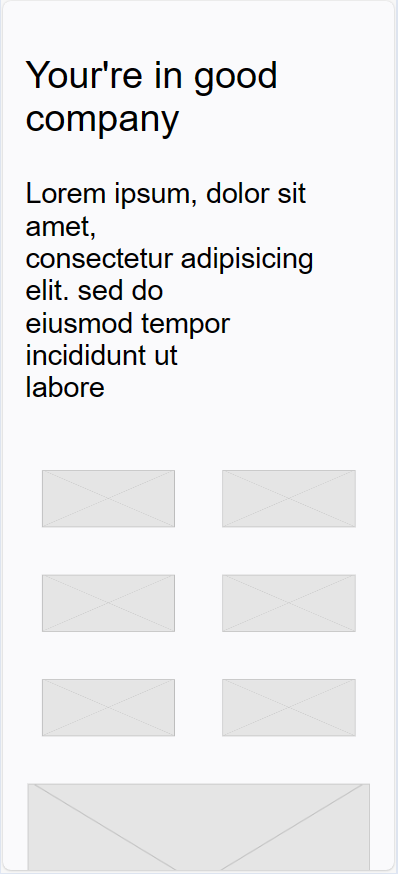 Your're in good
company
Lorem ipsum, dolor sit
amet,
consectetur adipisicing
elit. sed do
eiusmod tempor
incididunt ut
labore